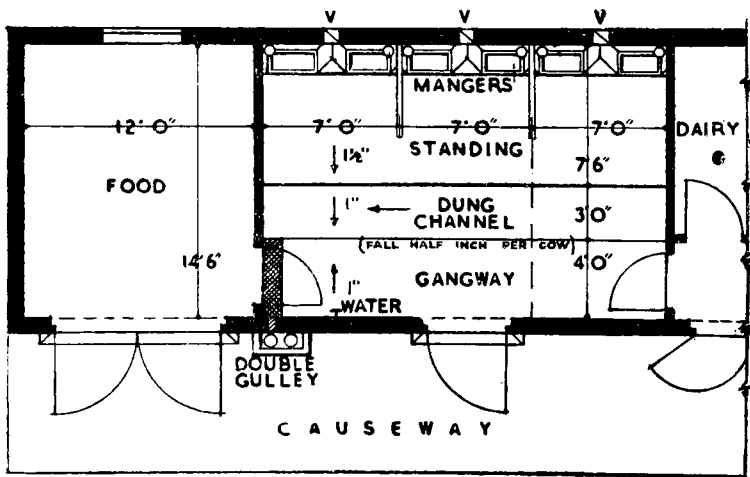 V V V
MANGERS
12' 0" 7' 0" 7' 0" 7' 0" DAIRY
1½" STANDING
7' 6"
FOOD
1" DUNG
CHANNEL 3' 0"
(FALL HALF INCH PER COW)
14' 6" 4' 0"
1" GANGWAY
WATER
DOUBLE
GULLEY
CAUSEWAY